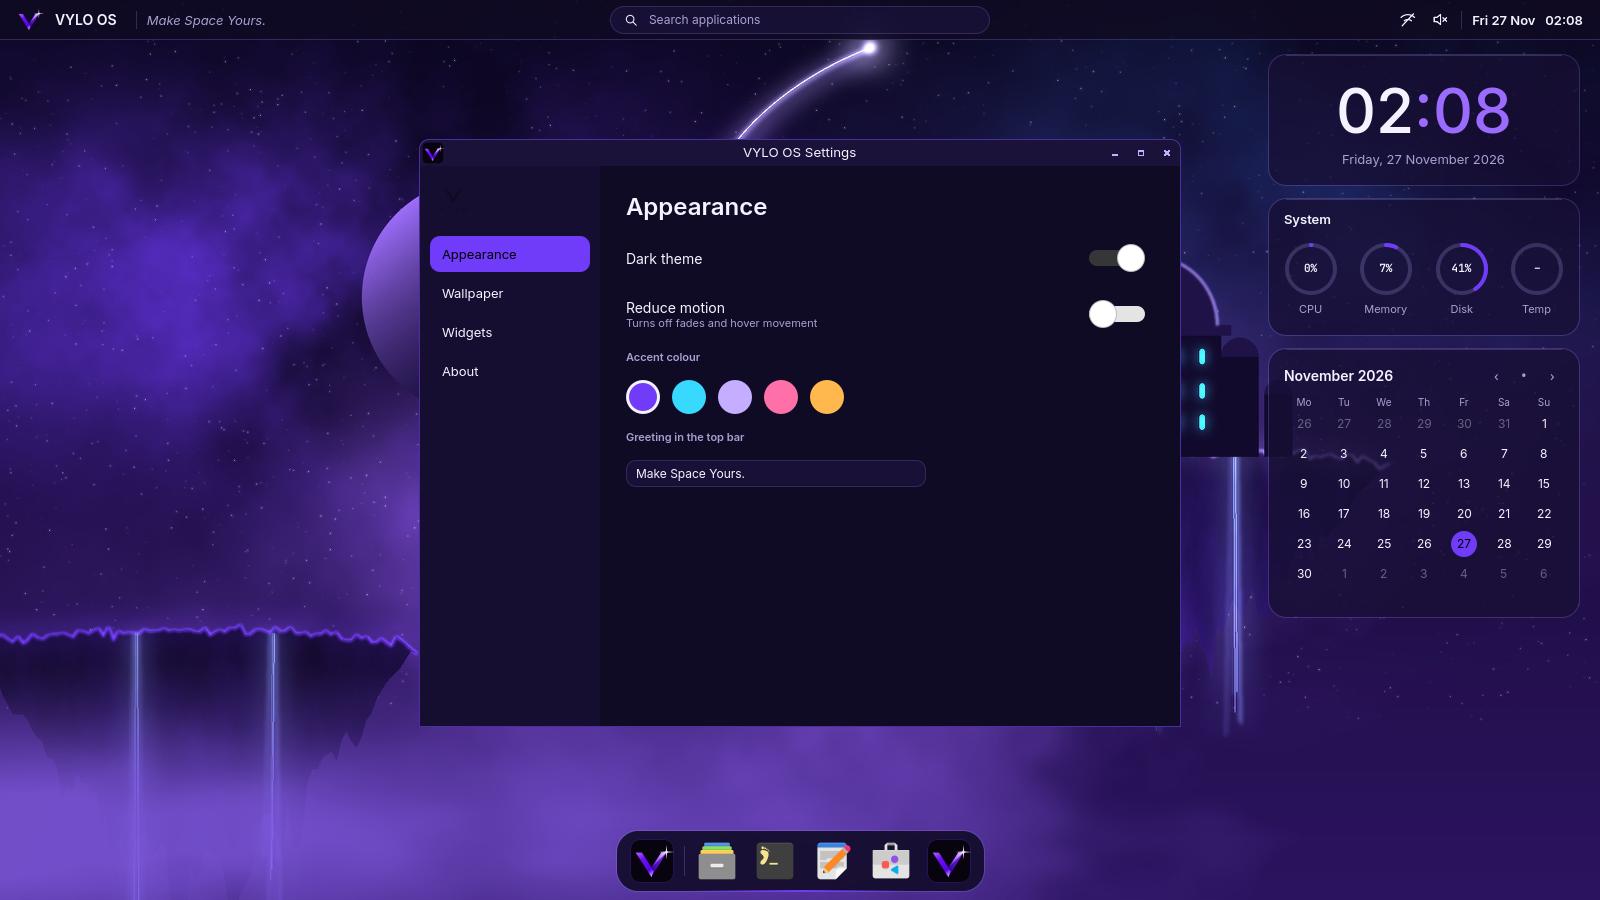 VYLO OS
Make Space Yours.
Search applications
Fri 27 Nov 02:08
02:08
Friday, 27 November 2026
System
0% 7% 41% –
CPU Memory Disk Temp
November 2026 ‹ • ›
Mo Tu We Th Fr Sa Su
26 27 28 29 30 31 1
2 3 4 5 6 7 8
9 10 11 12 13 14 15
16 17 18 19 20 21 22
23 24 25 26 27 28 29
30 1 2 3 4 5 6
VYLO OS Settings
Appearance
Wallpaper
Widgets
About
Appearance
Dark theme
Reduce motion
Turns off fades and hover movement
Accent colour
Greeting in the top bar
Make Space Yours.